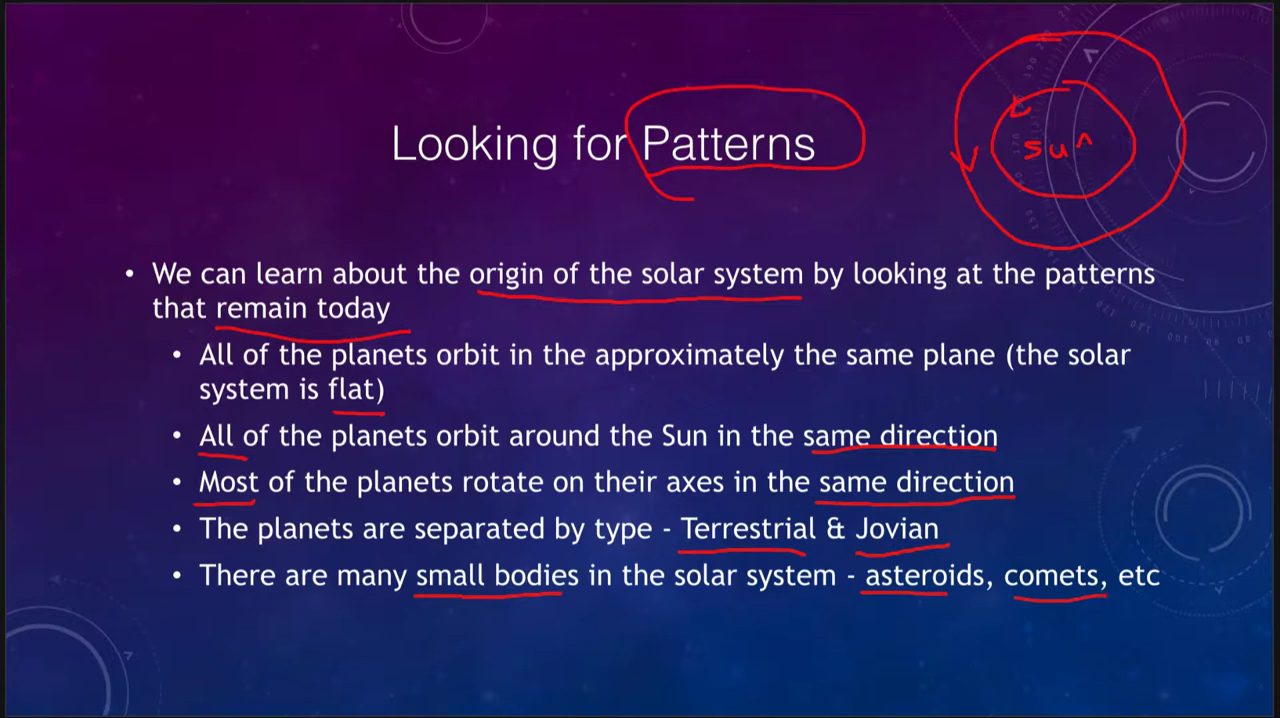 sun
Looking for Patterns
• We can learn about the origin of the solar system by looking at the patterns
that remain today
• All of the planets orbit in the approximately the same plane (the solar
system is flat)
• All of the planets orbit around the Sun in the same direction
• Most of the planets rotate on their axes in the same direction
• The planets are separated by type - Terrestrial & Jovian
• There are many small bodies in the solar system - asteroids, comets, etc